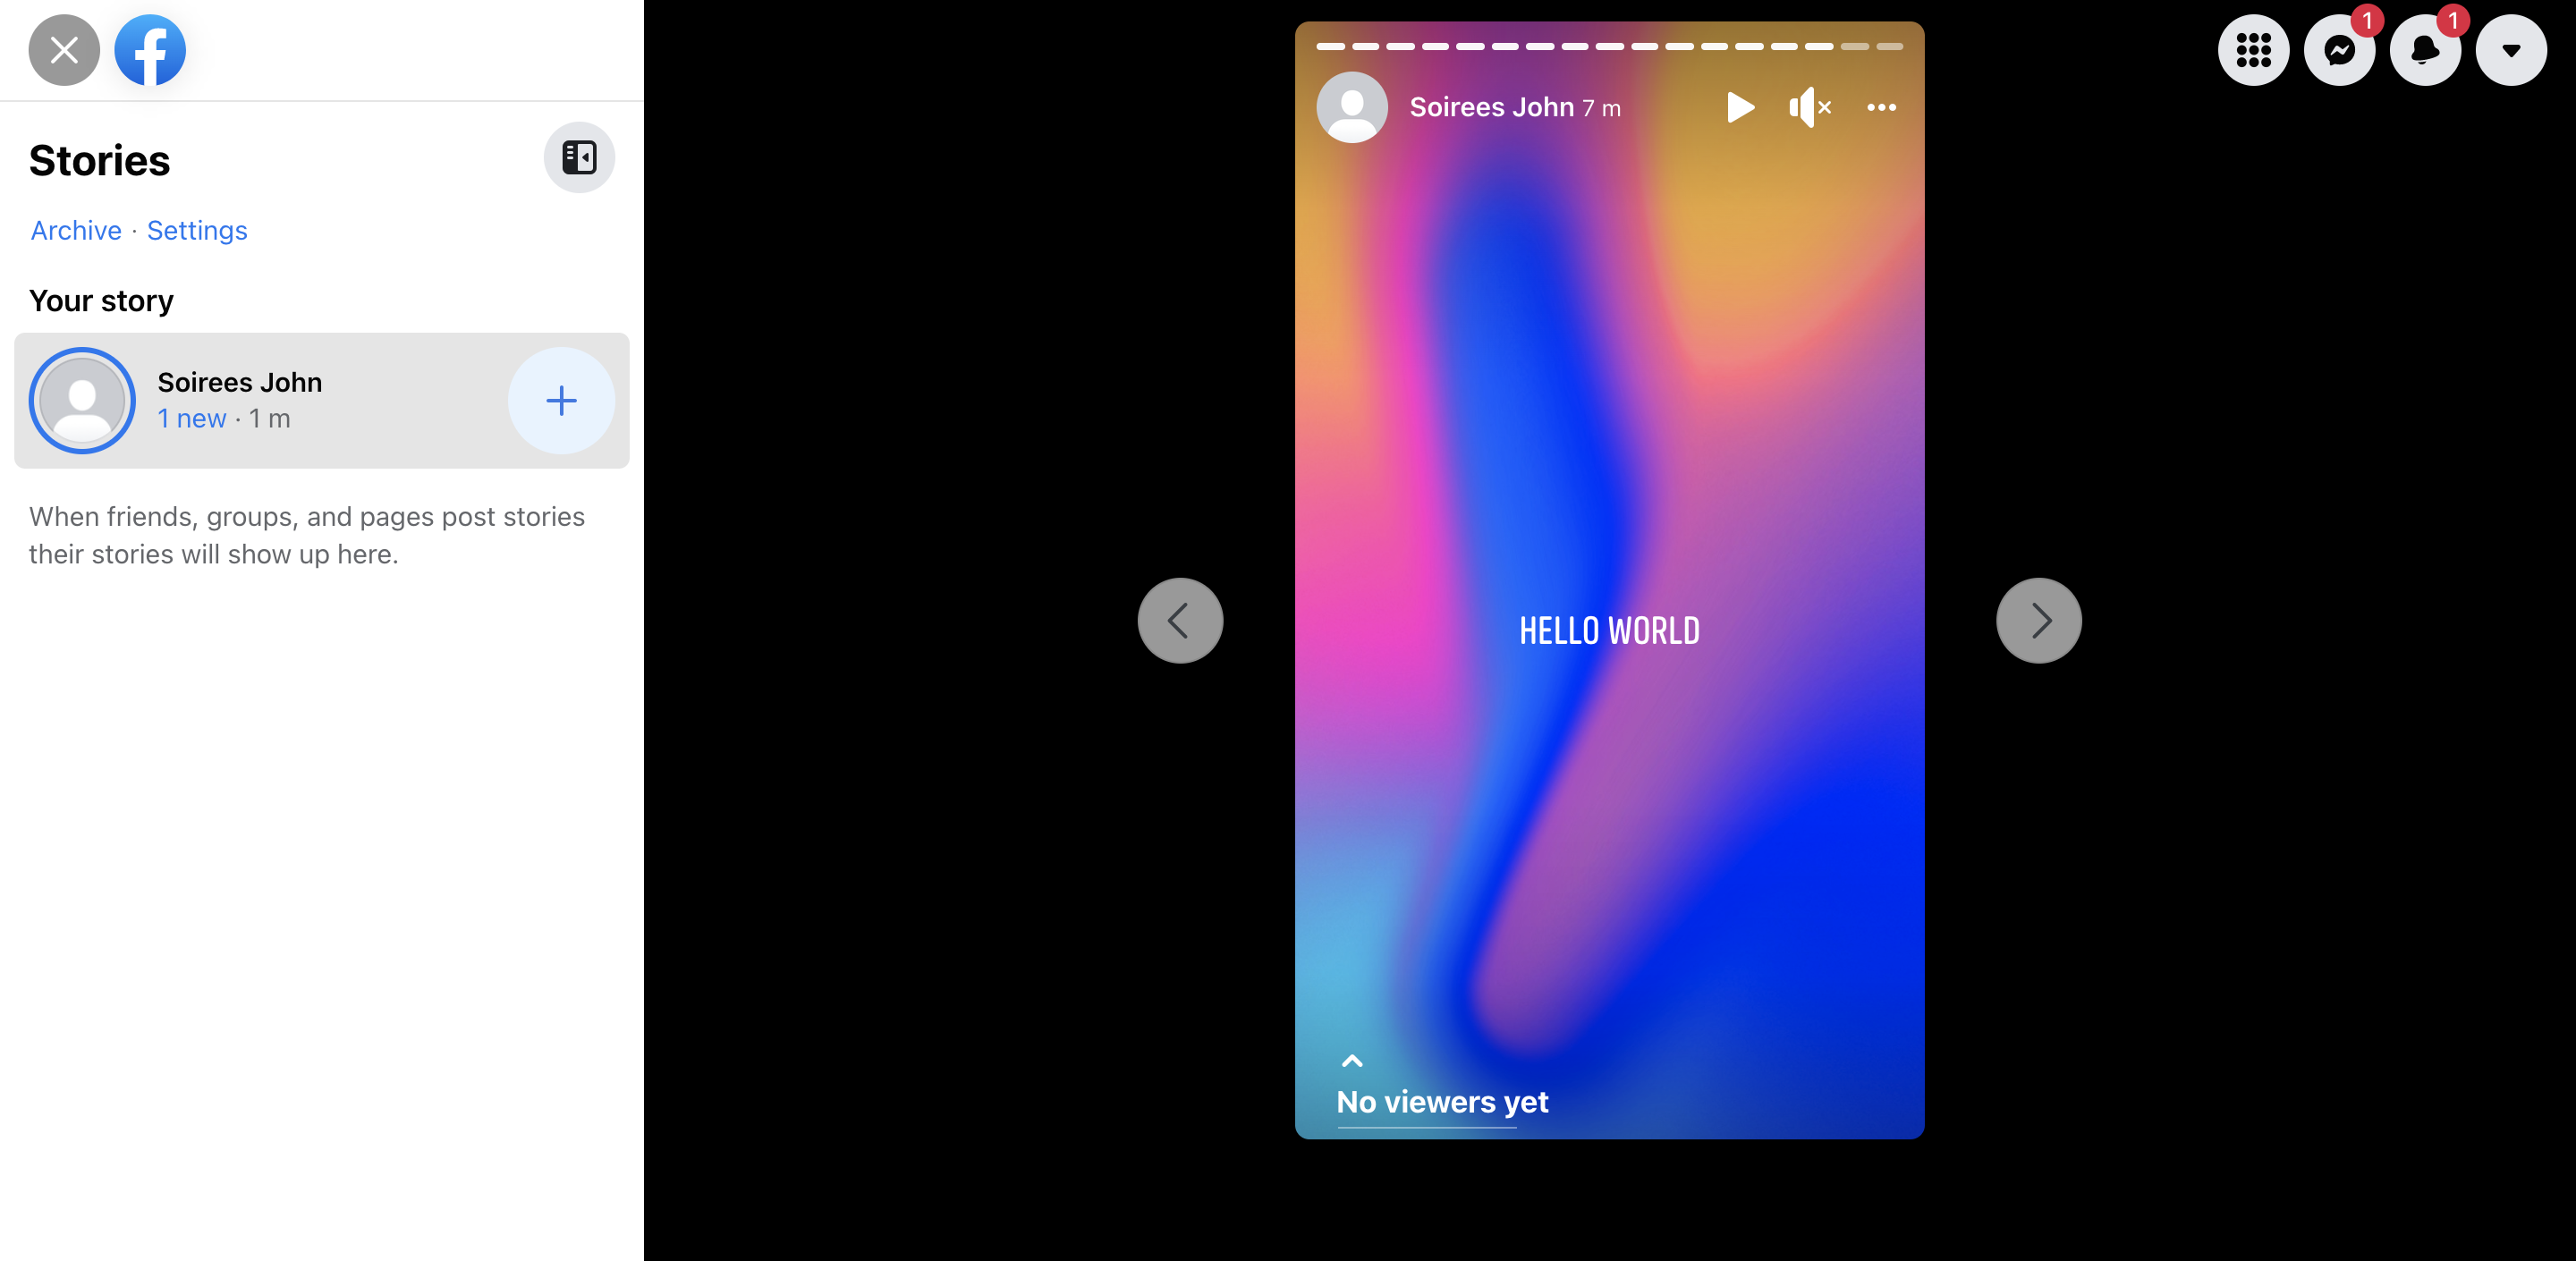 Stories
Archive · Settings
Your story
Soirees John
1 new · 1 m
When friends, groups, and pages post stories
their stories will show up here.
Soirees John 7 m
HELLO WORLD
No viewers yet
1
1